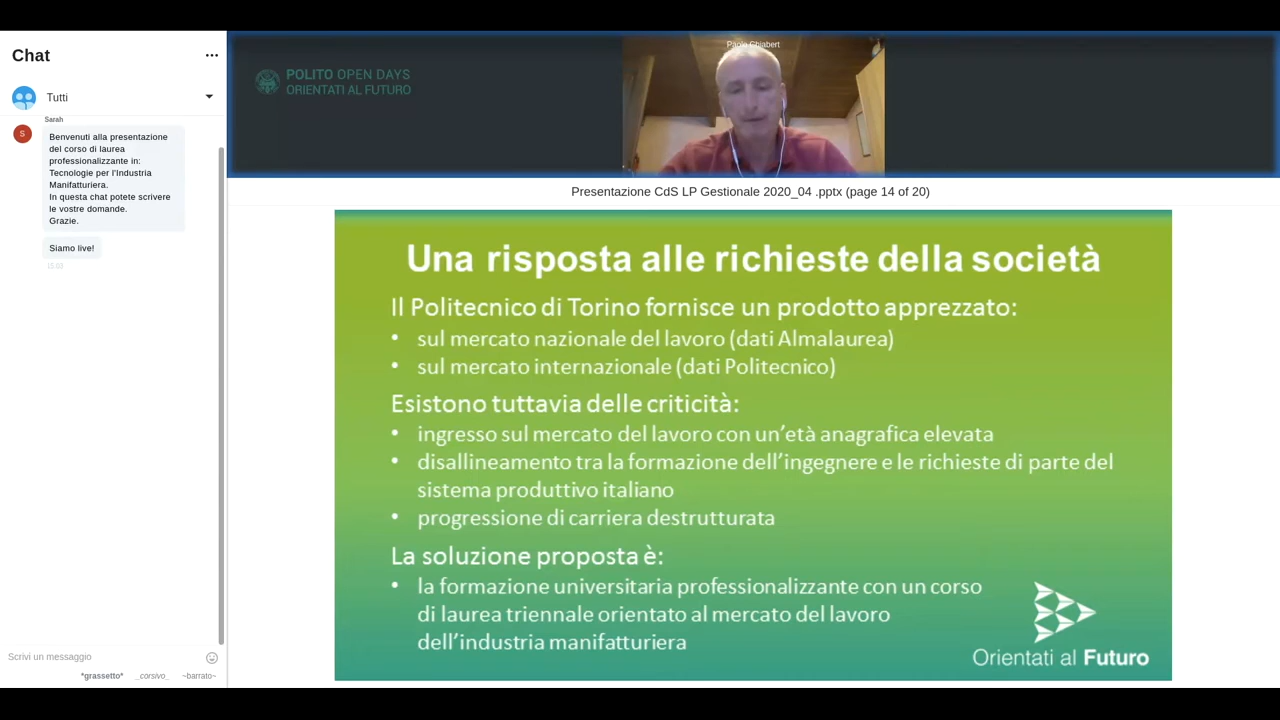 Chat
Tutti
Sarah
S
Benvenuti alla presentazione
del corso di laurea
professionalizzante in:
Tecnologie per l'Industria
Manifatturiera.
In questa chat potete scrivere
le vostre domande.
Grazie.
Siamo live!
15.03
Scrivi un messaggio
*grassetto* _corsivo_ ~barrato~
POLITO OPEN DAYS
ORIENTATI AL FUTURO
Paolo Chiabert
Presentazione CdS LP Gestionale 2020_04 .pptx (page 14 of 20)
Una risposta alle richieste della società
Il Politecnico di Torino fornisce un prodotto apprezzato:
• sul mercato nazionale del lavoro (dati Almalaurea)
• sul mercato internazionale (dati Politecnico)
Esistono tuttavia delle criticità:
• ingresso sul mercato del lavoro con un'età anagrafica elevata
• disallineamento tra la formazione dell'ingegnere e le richieste di parte del
sistema produttivo italiano
• progressione di carriera destrutturata
La soluzione proposta è:
• la formazione universitaria professionalizzante con un corso
di laurea triennale orientato al mercato del lavoro
dell'industria manifatturiera
Orientati al Futuro